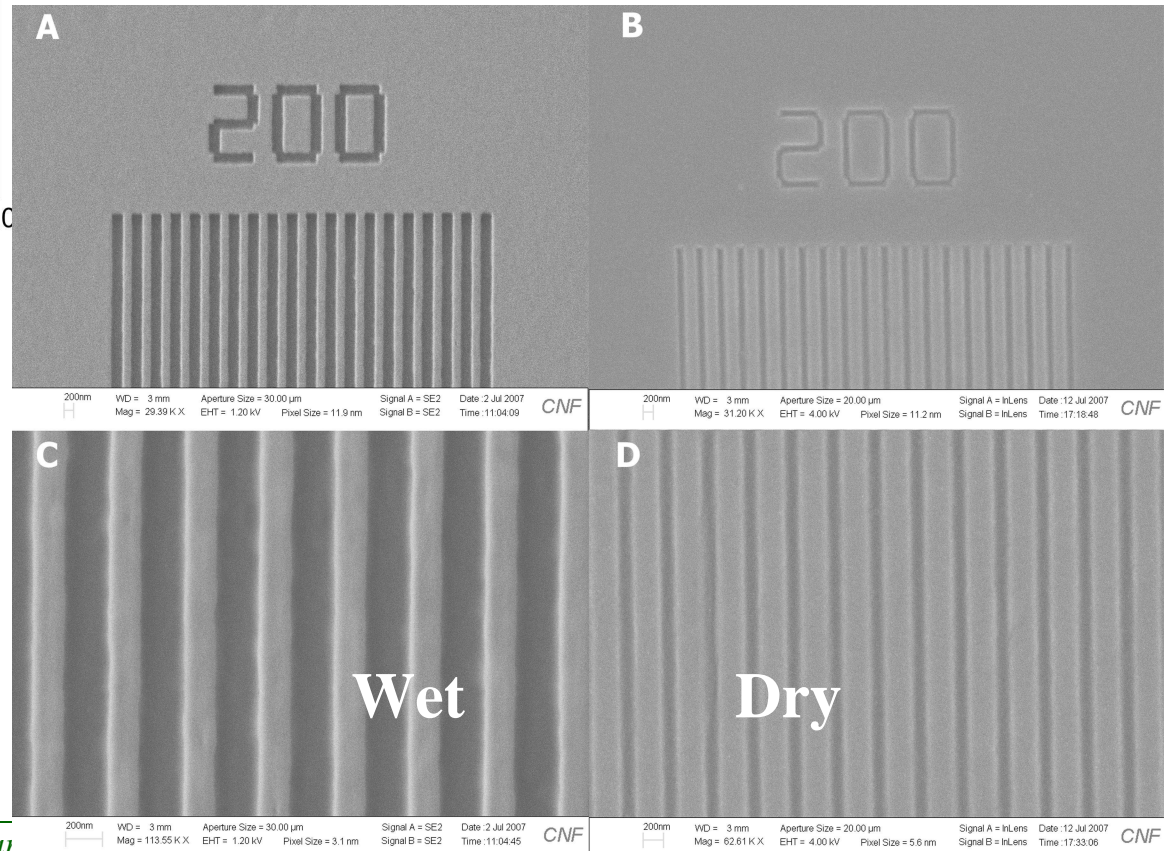 A
200
200nm
WD = 3 mm
Aperture Size = 30.00 µm
Signal A = SE2
Date :2 Jul 2007
Mag = 29.39 K X
EHT = 1.20 kV
Pixel Size = 11.9 nm
Signal B = SE2
Time :11:04:09
CNF
B
200
200nm
WD = 3 mm
Aperture Size = 20.00 µm
Signal A = InLens
Date :12 Jul 2007
Mag = 31.20 K X
EHT = 4.00 kV
Pixel Size = 11.2 nm
Signal B = InLens
Time :17:18:48
CNF
C
Wet
200nm
WD = 3 mm
Aperture Size = 30.00 µm
Signal A = SE2
Date :2 Jul 2007
Mag = 113.55 K X
EHT = 1.20 kV
Pixel Size = 3.1 nm
Signal B = SE2
Time :11:04:45
CNF
D
Dry
200nm
WD = 3 mm
Aperture Size = 20.00 µm
Signal A = InLens
Date :12 Jul 2007
Mag = 62.61 K X
EHT = 4.00 kV
Pixel Size = 5.6 nm
Signal B = InLens
Time :17:33:06
CNF